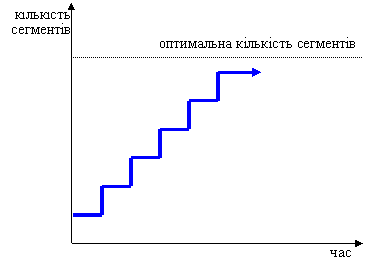 кількість
сегментів
оптимальна кількість сегментів
час